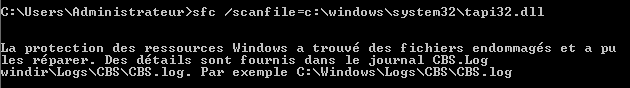 C:\Users\Administrateur>sfc /scanfile=c:\windows\system32\tapi32.dll
La protection des ressources Windows a trouvé des fichiers endommagés et a pu
les réparer. Des détails sont fournis dans le journal CBS.Log
windir\Logs\CBS\CBS.log. Par exemple C:\Windows\Logs\CBS\CBS.log